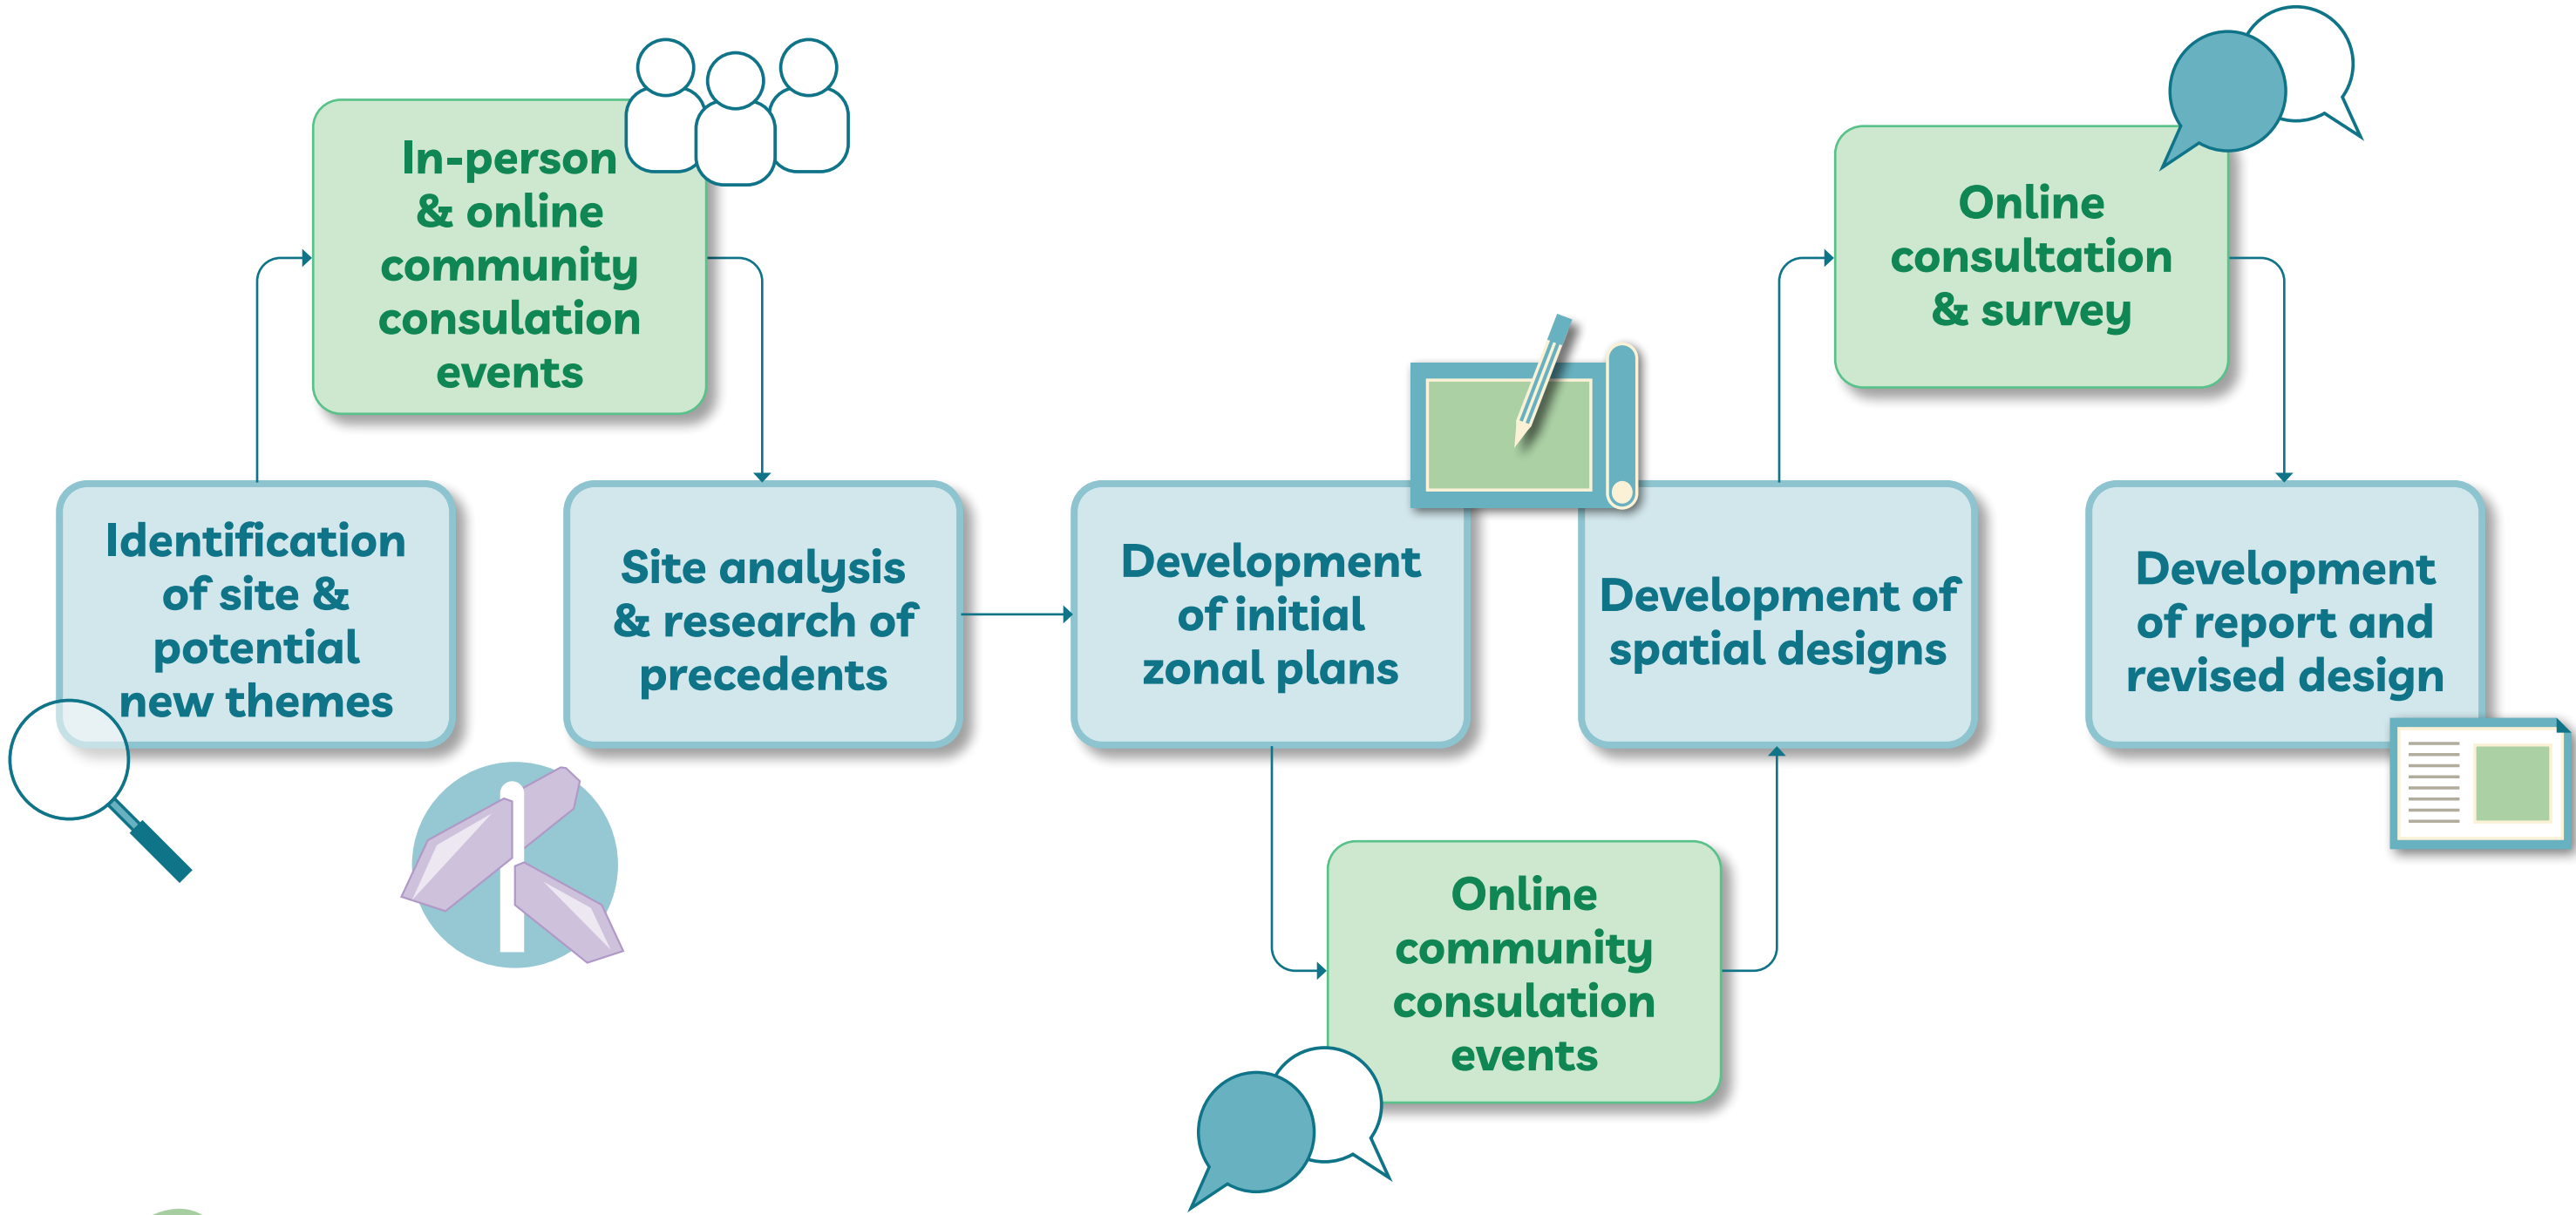 In-person
& online
community
consulation
events
Identification
of site &
potential
new themes
Site analysis
& research of
precedents
Development
of initial
zonal plans
Online
community
consulation
events
Development of
spatial designs
Online
consultation
& survey
Development
of report and
revised design